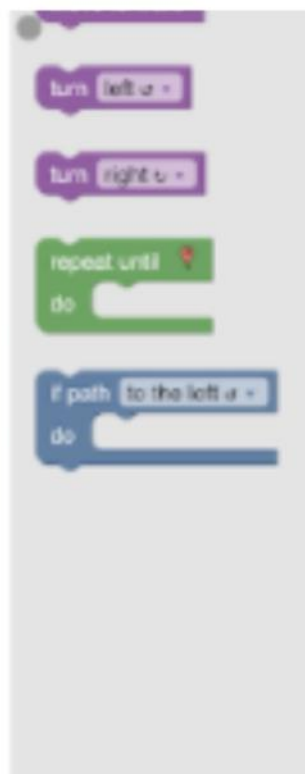 turn left ↺
turn right ↻
repeat until
do
if path to the left ↺
do